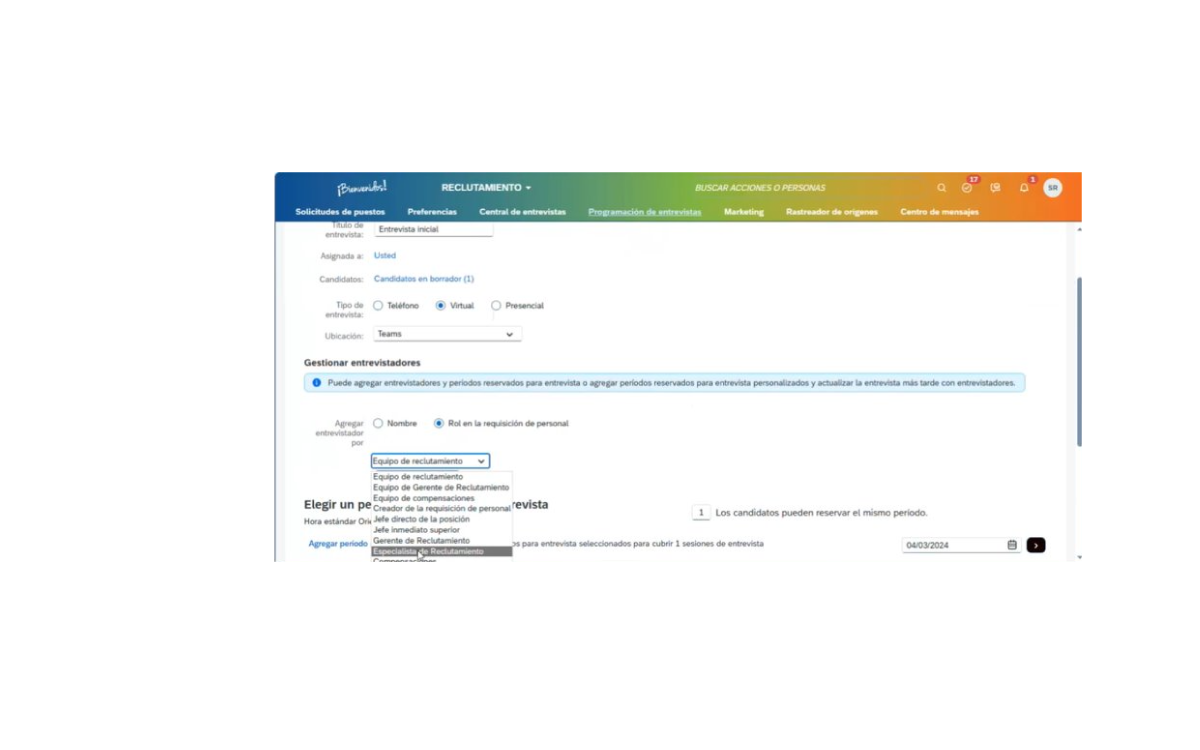 ¡Bienvenidos!
RECLUTAMIENTO
BUSCAR ACCIONES O PERSONAS
17
1
SR
Solicitudes de puestos
Preferencias
Central de entrevistas
Programación de entrevistas
Marketing
Rastreador de orígenes
Centro de mensajes
Título de
entrevista:
Entrevista inicial
Asignada a:
Usted
Candidatos:
Candidatos en borrador (1)
Tipo de
entrevista:
Teléfono
Virtual
Presencial
Ubicación:
Teams
Gestionar entrevistadores
Puede agregar entrevistadores y períodos reservados para entrevista o agregar períodos reservados para entrevista personalizados y actualizar la entrevista más tarde con entrevistadores.
Agregar
entrevistador
por
Nombre
Rol en la requisición de personal
Equipo de reclutamiento
Equipo de reclutamiento
Equipo de Gerente de Reclutamiento
Equipo de compensaciones
Creador de la requisición de personal
Jefe directo de la posición
Jefe inmediato superior
Gerente de Reclutamiento
Especialista de Reclutamiento
Compensaciones
Elegir un pe
revista
1
Los candidatos pueden reservar el mismo período.
Hora estándar Ori
Agregar período
os para entrevista seleccionados para cubrir 1 sesiones de entrevista
04/03/2024